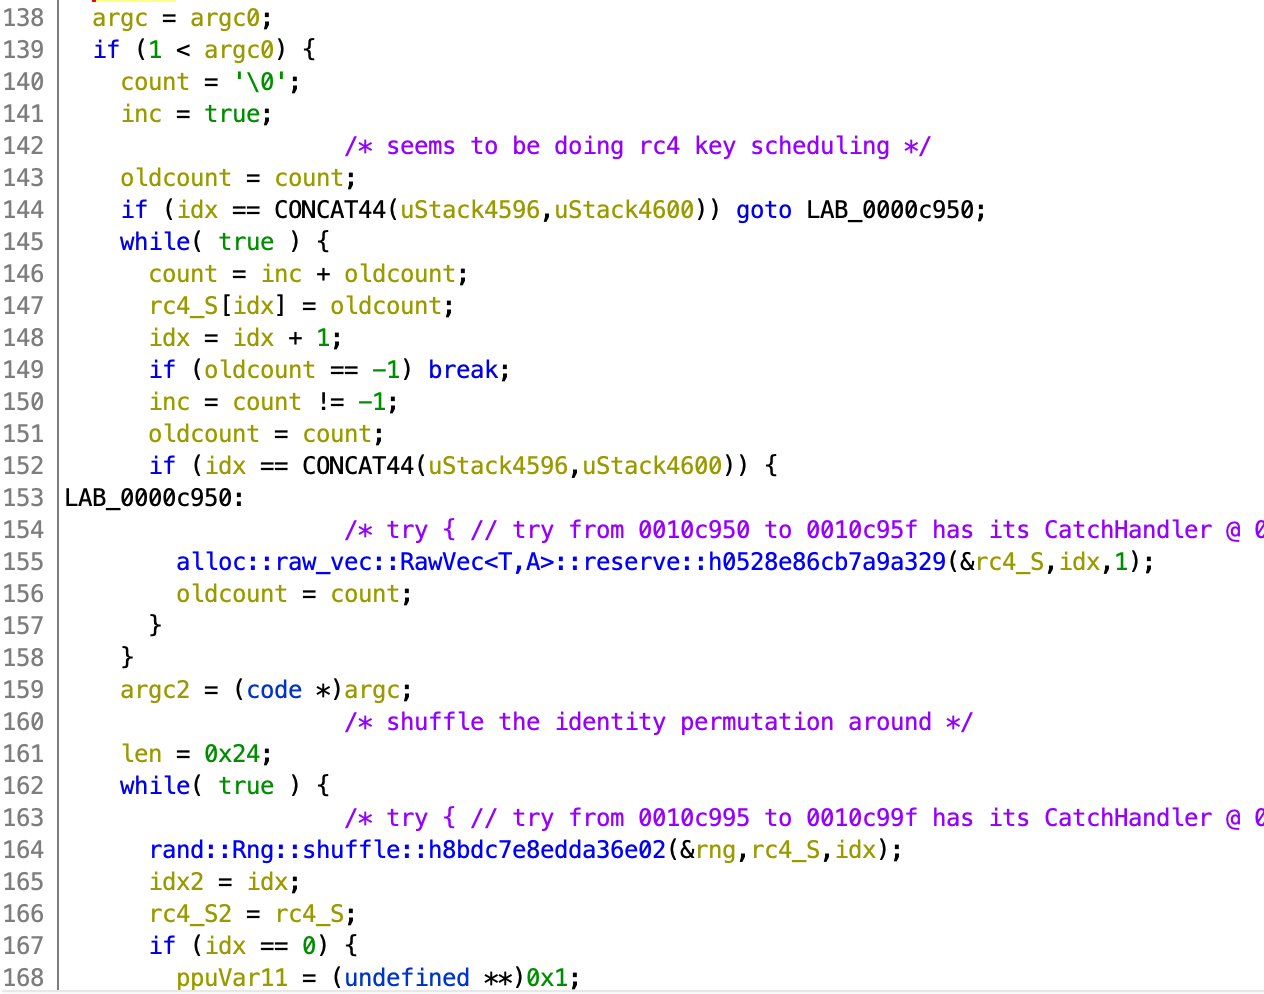 138 argc = argc0;
139 if (1 < argc0) {
140 count = '\0';
141 inc = true;
142 /* seems to be doing rc4 key scheduling */
143 oldcount = count;
144 if (idx == CONCAT44(uStack4596,uStack4600)) goto LAB_0000c950;
145 while( true ) {
146 count = inc + oldcount;
147 rc4_S[idx] = oldcount;
148 idx = idx + 1;
149 if (oldcount == -1) break;
150 inc = count != -1;
151 oldcount = count;
152 if (idx == CONCAT44(uStack4596,uStack4600)) {
153 LAB_0000c950:
154 /* try { // try from 0010c950 to 0010c95f has its CatchHandler @ 0
155 alloc::raw_vec::RawVec<T,A>::reserve::h0528e86cb7a9a329(&rc4_S,idx,1);
156 oldcount = count;
157 }
158 }
159 argc2 = (code *)argc;
160 /* shuffle the identity permutation around */
161 len = 0x24;
162 while( true ) {
163 /* try { // try from 0010c995 to 0010c99f has its CatchHandler @ 0
164 rand::Rng::shuffle::h8bdc7e8edda36e02(&rng,rc4_S,idx);
165 idx2 = idx;
166 rc4_S2 = rc4_S;
167 if (idx == 0) {
168 ppuVar11 = (undefined **)0x1;